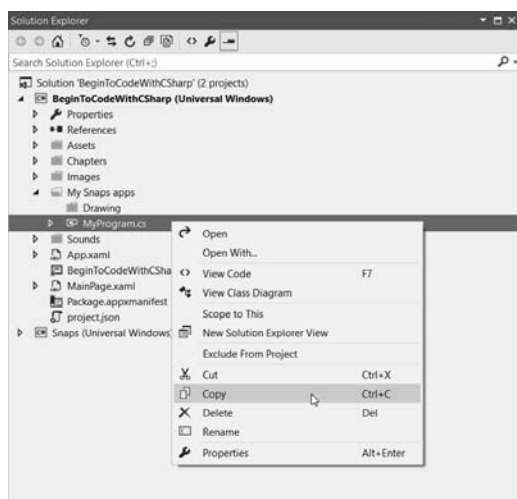 Solution Explorer
Search Solution Explorer (Ctrl+;)
Solution 'BeginToCodeWithCSharp' (2 projects)
BeginToCodeWithCSharp (Universal Windows)
Properties
References
Assets
Chapters
Images
My Snaps apps
Drawing
MyProgram.cs
Sounds
App.xaml
BeginToCodeWithCSha
MainPage.xaml
Package.appxmanifest
project.json
Snaps (Universal Windows
Open
Open With...
View Code F7
View Class Diagram
Scope to This
New Solution Explorer View
Exclude From Project
Cut Ctrl+X
Copy Ctrl+C
Delete Del
Rename
Properties Alt+Enter